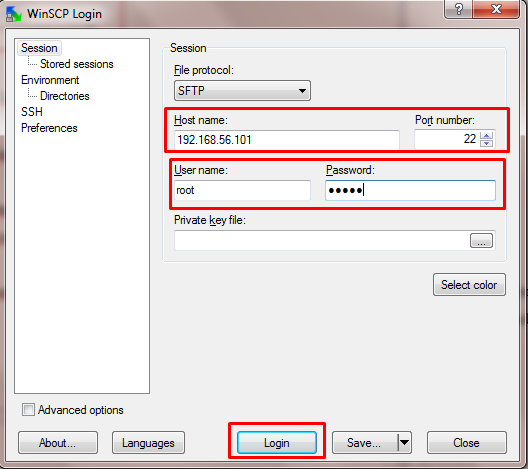 WinSCP Login
Session
Stored sessions
Environment
Directories
SSH
Preferences
Session
File protocol:
SFTP
Host name:
Port number:
192.168.56.101
22
User name:
Password:
root
●●●●●
Private key file:
...
Select color
Advanced options
About...
Languages
Login
Save...
Close